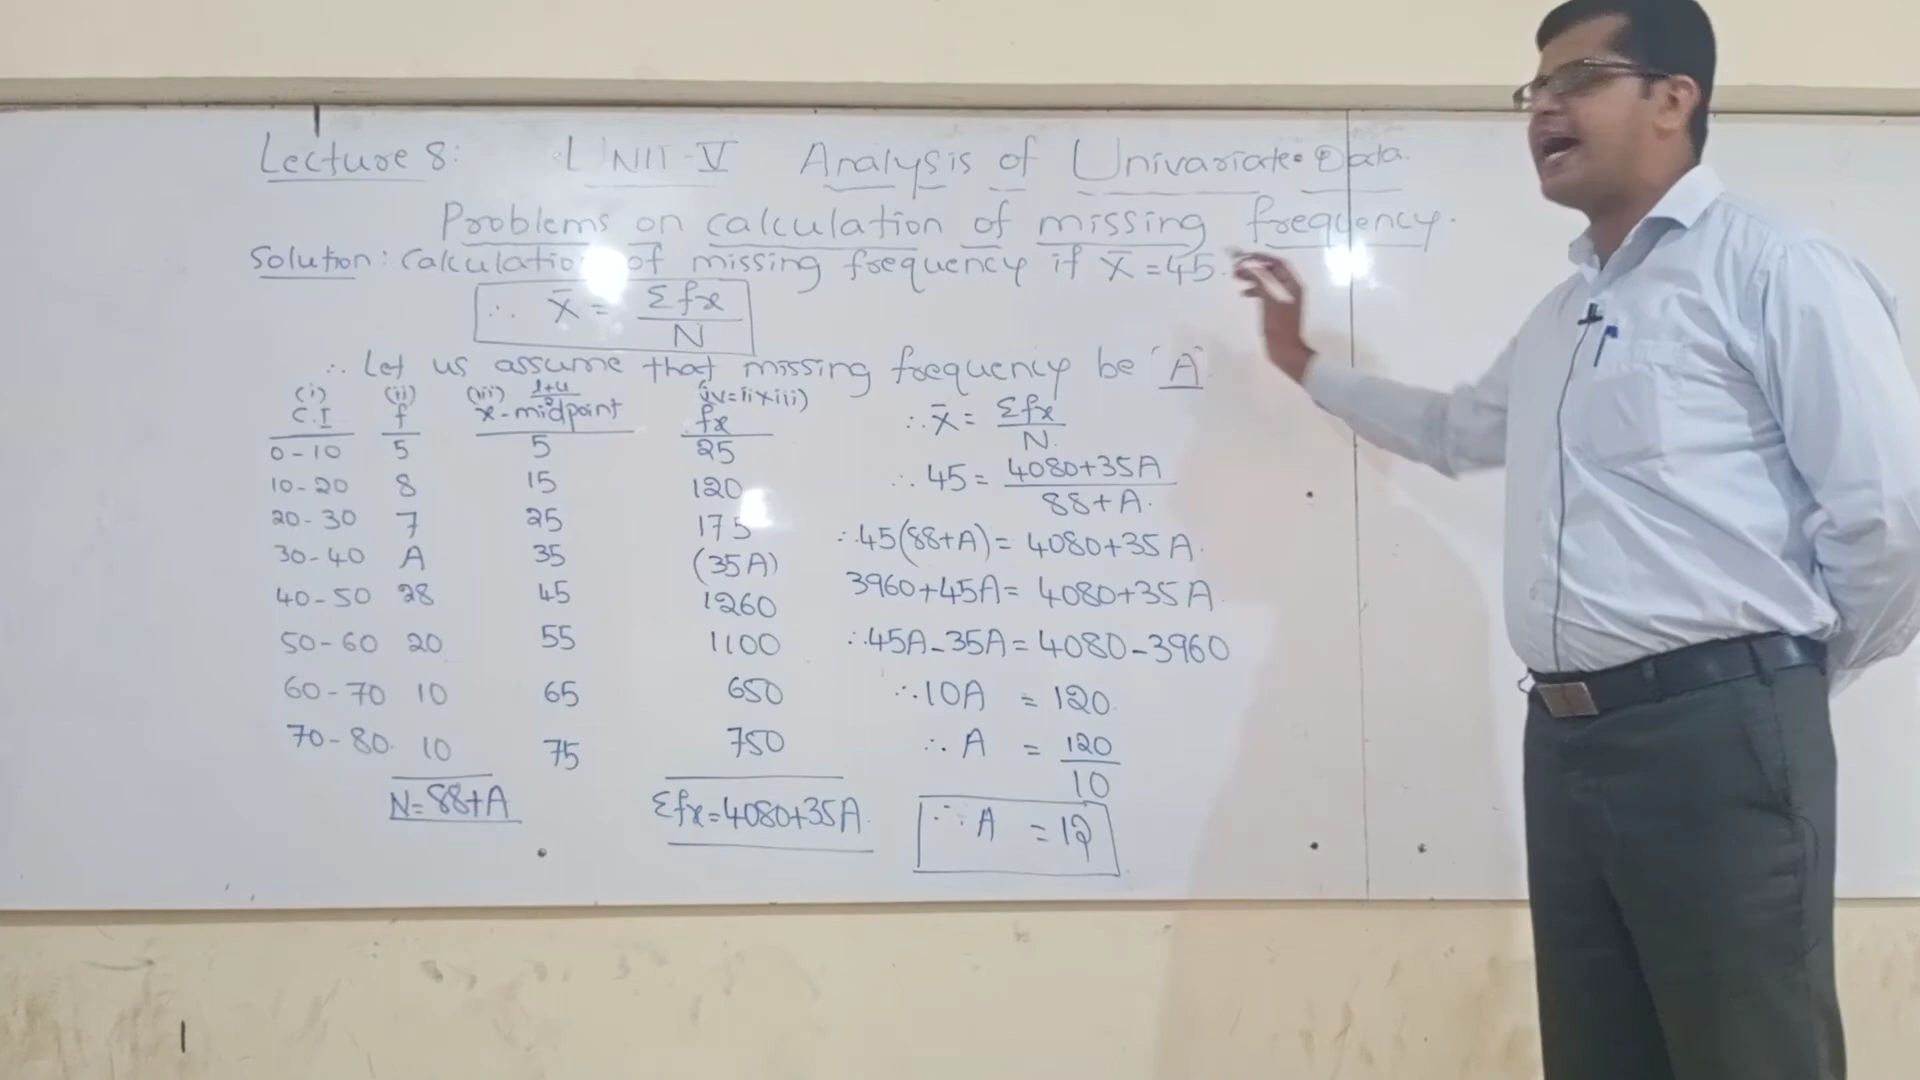 Lecture 8: UNIT-V Analysis of Univariate Data.
Problems on calculation of missing frequency.
Solution: Calculation of missing frequency if X̄ = 45.
∴ X̄ = Σfx / N
∴ Let us assume that missing frequency be "A"
(i) (ii) (iii) l+u/2 (iv=iixiii)
C.I f x-midpoint fx
0-10 5 5 25
10-20 8 15 120
20-30 7 25 175
30-40 A 35 (35A)
40-50 28 45 1260
50-60 20 55 1100
60-70 10 65 650
70-80. 10 75 750
N=88+A Σfx=4080+35A.
∴ X̄ = Σfx / N.
∴ 45 = 4080+35A / 88+A.
∴ 45(88+A) = 4080+35A.
3960+45A = 4080+35A.
∴ 45A-35A = 4080-3960
∴ 10A = 120.
∴ A = 120 / 10
∴ A = 12